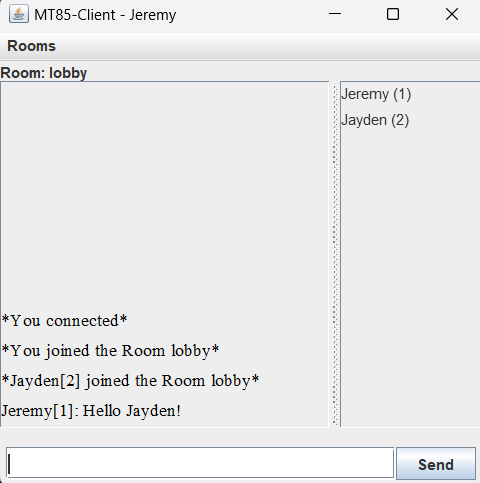 MT85-Client - Jeremy
Rooms
Room: lobby
Jeremy (1)
Jayden (2)
*You connected*
*You joined the Room lobby*
*Jayden[2] joined the Room lobby*
Jeremy[1]: Hello Jayden!
Send